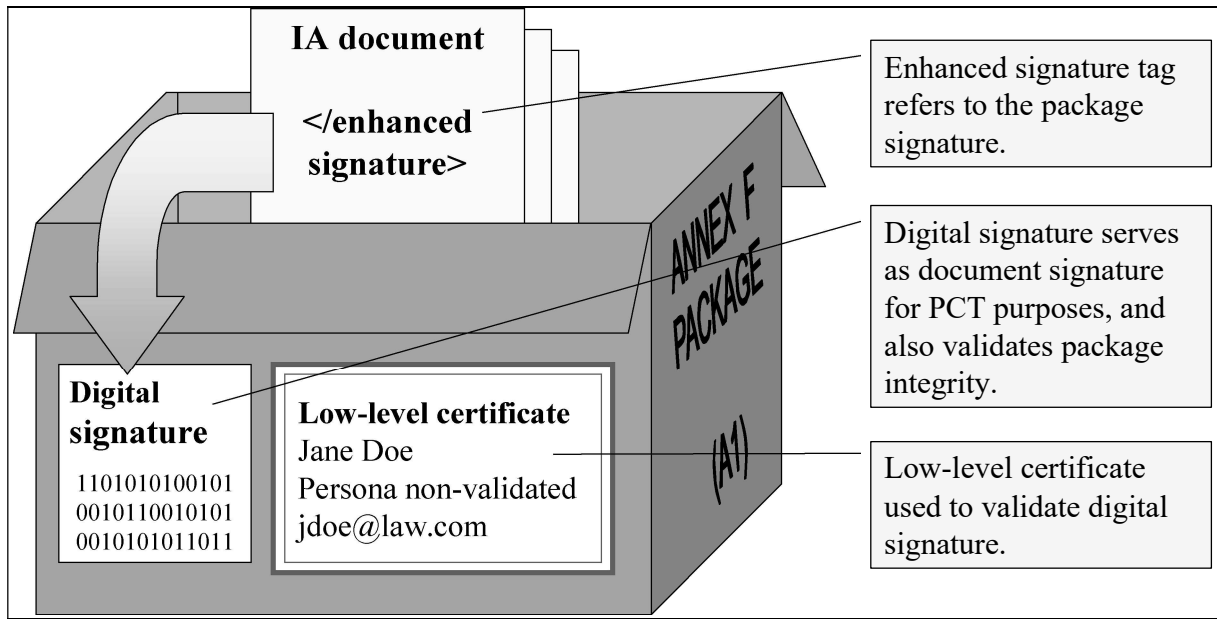 IA document
</enhanced
signature>
Enhanced signature tag
refers to the package
signature.
ANNEX F
PACKAGE
(A1)
Digital signature serves
as document signature
for PCT purposes, and
also validates package
integrity.
Digital
signature
1101010100101
0010110010101
0010101011011
Low-level certificate
Jane Doe
Persona non-validated
jdoe@law.com
Low-level certificate
used to validate digital
signature.